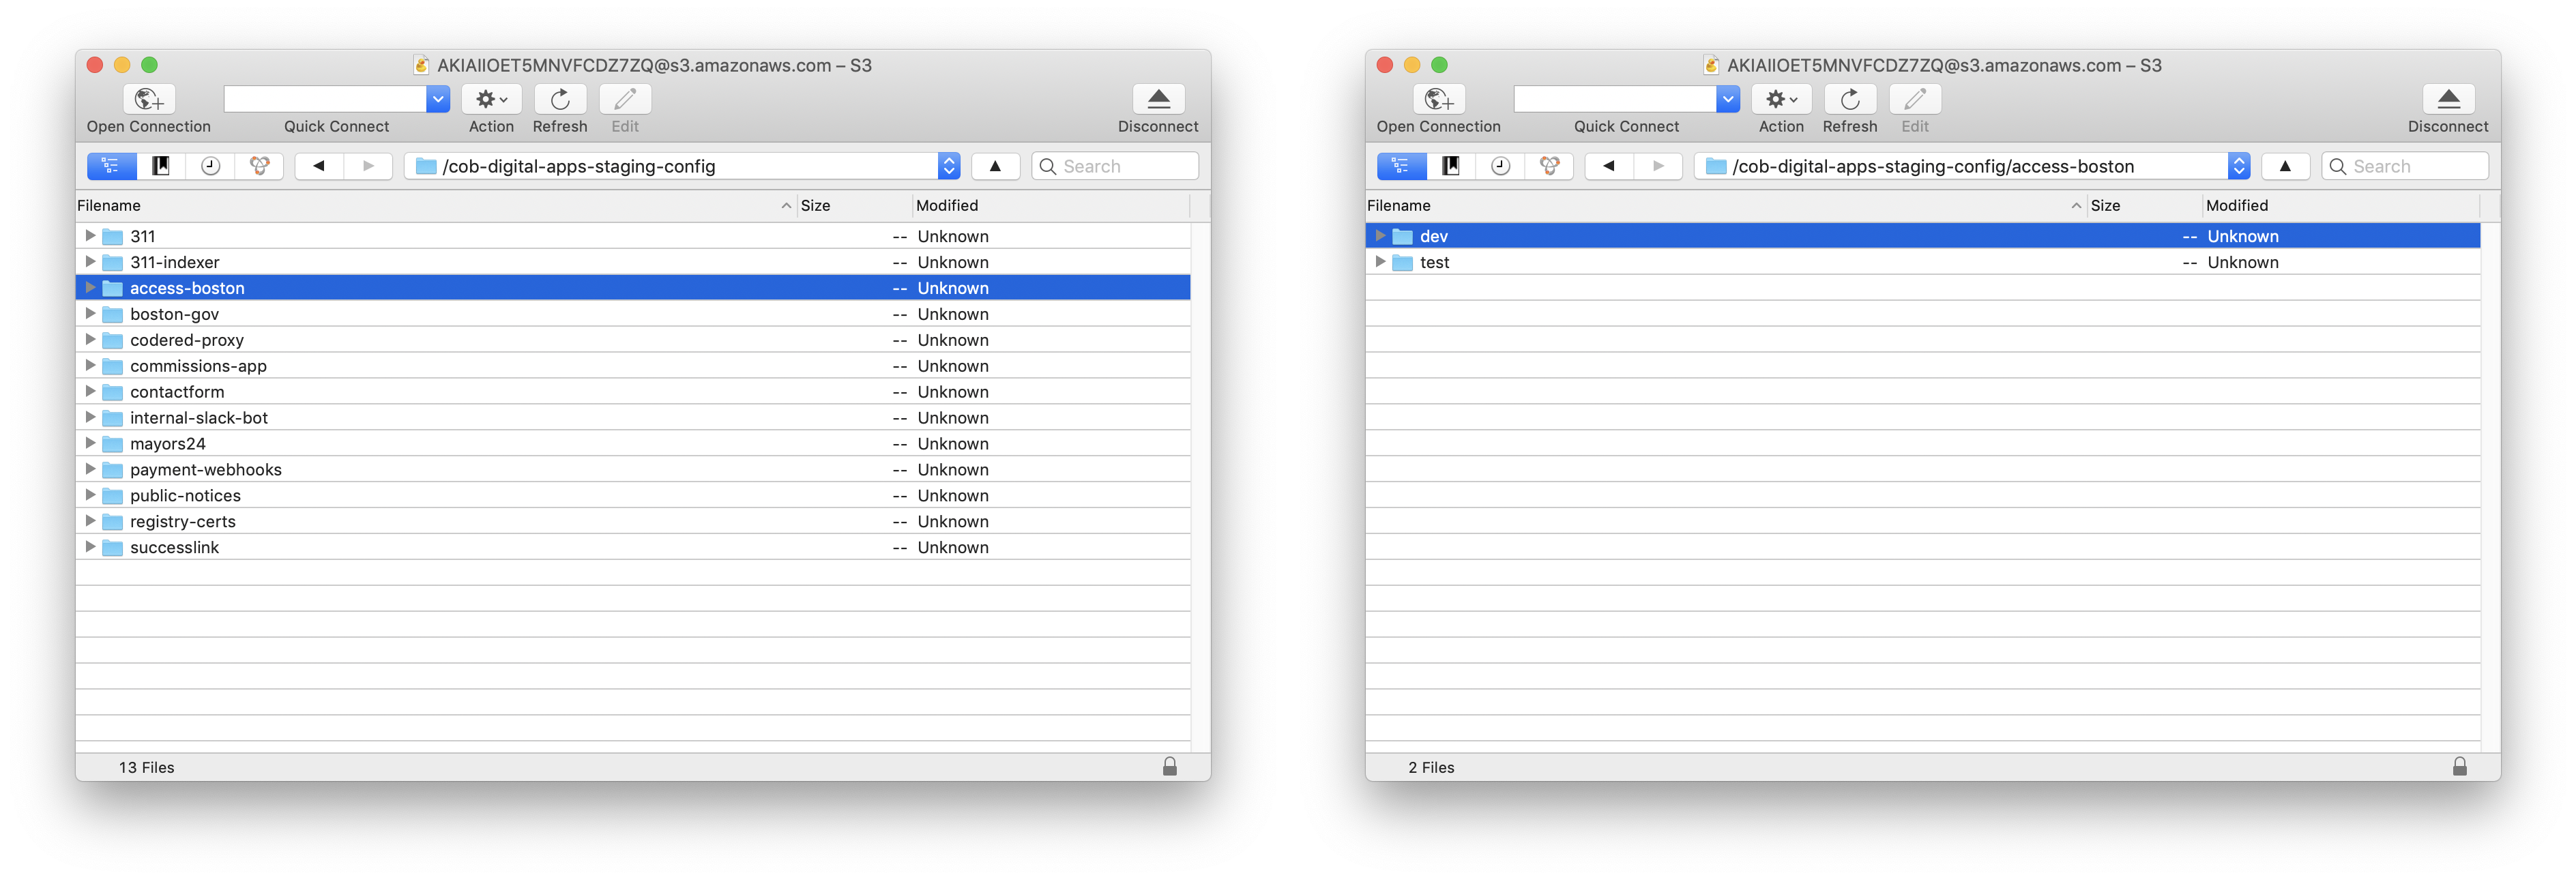 AKIAIIOET5MNVFCDZ7ZQ@s3.amazonaws.com – S3
Open Connection
Quick Connect
Action
Refresh
Edit
Disconnect
/cob-digital-apps-staging-config
Search
Filename Size Modified
311 -- Unknown
311-indexer -- Unknown
access-boston -- Unknown
boston-gov -- Unknown
codered-proxy -- Unknown
commissions-app -- Unknown
contactform -- Unknown
internal-slack-bot -- Unknown
mayors24 -- Unknown
payment-webhooks -- Unknown
public-notices -- Unknown
registry-certs -- Unknown
successlink -- Unknown
13 Files
AKIAIIOET5MNVFCDZ7ZQ@s3.amazonaws.com – S3
Open Connection
Quick Connect
Action
Refresh
Edit
Disconnect
/cob-digital-apps-staging-config/access-boston
Search
Filename Size Modified
dev -- Unknown
test -- Unknown
2 Files